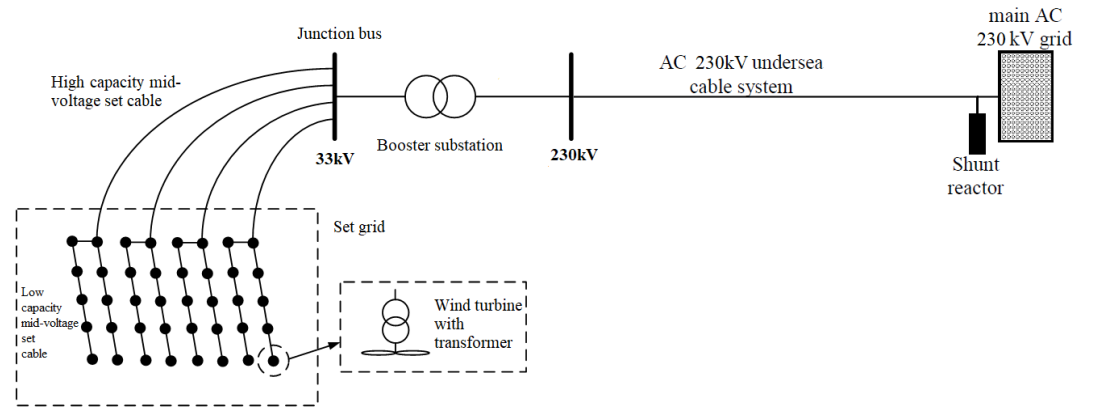 main AC
230 kV grid
Junction bus
AC 230kV undersea
cable system
High capacity mid-
voltage set cable
Booster substation
33kV
230kV
Shunt
reactor
Set grid
Low
capacity
mid-voltage
set
cable
Wind turbine
with
transformer